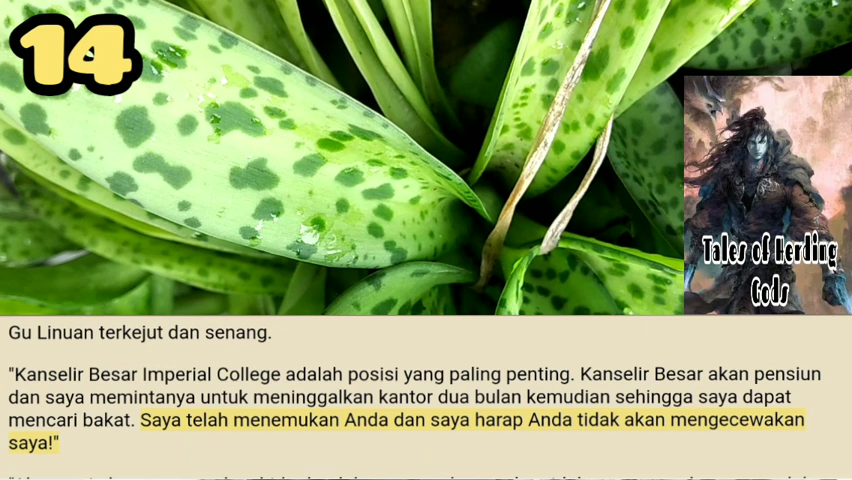 14
Tales of Herding
Gods
Gu Linuan terkejut dan senang.
"Kanselir Besar Imperial College adalah posisi yang paling penting. Kanselir Besar akan pensiun
dan saya memintanya untuk meninggalkan kantor dua bulan kemudian sehingga saya dapat
mencari bakat. Saya telah menemukan Anda dan saya harap Anda tidak akan mengecewakan
saya!"